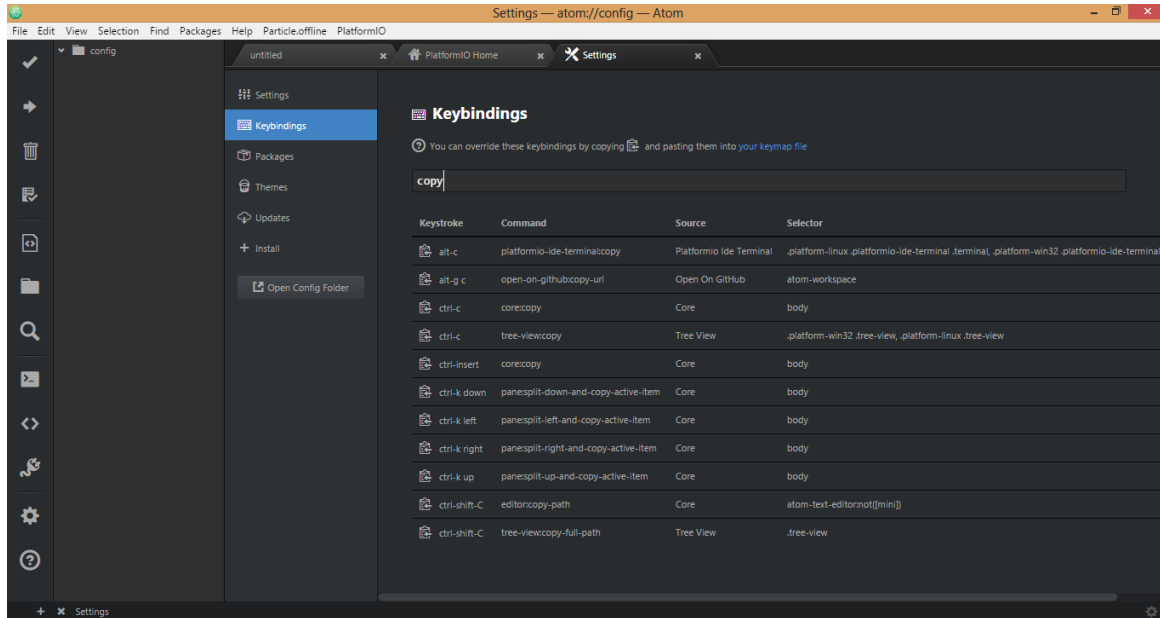 Settings — atom://config — Atom
File Edit View Selection Find Packages Help Particle.offline PlatformIO
config
untitled
PlatformIO Home
Settings
Settings
Keybindings
Packages
Themes
Updates
Install
Open Config Folder
Keybindings
You can override these keybindings by copying and pasting them into your keymap file
copy
Keystroke Command Source Selector
alt-c platformio-ide-terminal:copy Platformio Ide Terminal .platform-linux .platformio-ide-terminal .terminal, .platform-win32 .platformio-ide-terminal
alt-g c open-on-github:copy-url Open On GitHub atom-workspace
ctrl-c core:copy Core body
ctrl-c tree-view:copy Tree View .platform-win32 .tree-view, .platform-linux .tree-view
ctrl-insert core:copy Core body
ctrl-k down pane:split-down-and-copy-active-item Core body
ctrl-k left pane:split-left-and-copy-active-item Core body
ctrl-k right pane:split-right-and-copy-active-item Core body
ctrl-k up pane:split-up-and-copy-active-item Core body
ctrl-shift-C editor:copy-path Core atom-text-editor:not([mini])
ctrl-shift-C tree-view:copy-full-path Tree View .tree-view
Settings